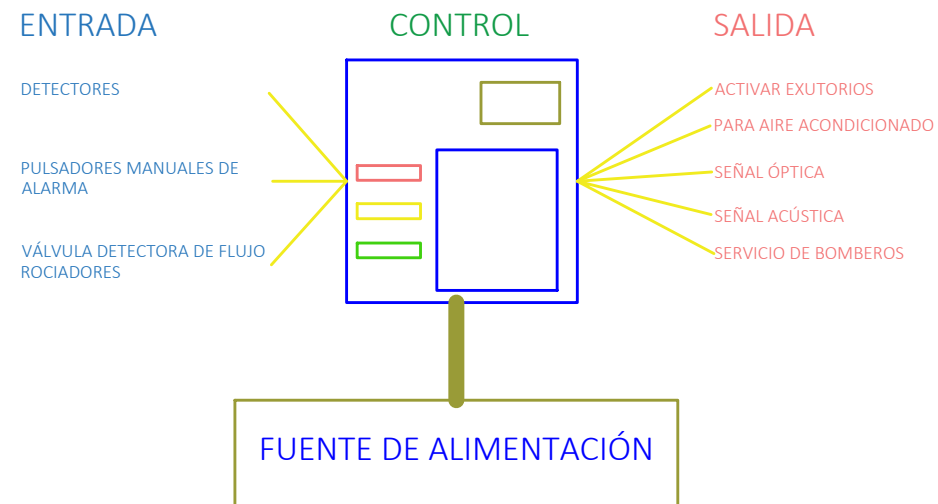 ENTRADA
CONTROL
SALIDA
DETECTORES
PULSADORES MANUALES DE
ALARMA
VÁLVULA DETECTORA DE FLUJO
ROCIADORES
ACTIVAR EXUTORIOS
PARA AIRE ACONDICIONADO
SEÑAL ÓPTICA
SEÑAL ACÚSTICA
SERVICIO DE BOMBEROS
FUENTE DE ALIMENTACIÓN